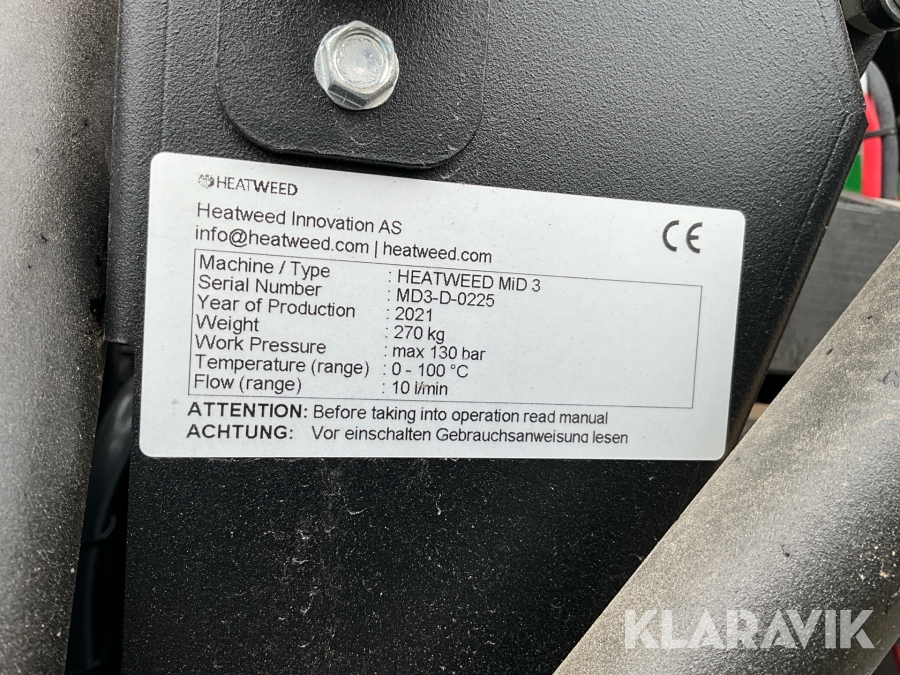 HEATWEED
Heatweed Innovation AS
info@heatweed.com | heatweed.com
CE
Machine / Type : HEATWEED MiD 3
Serial Number : MD3-D-0225
Year of Production : 2021
Weight : 270 kg
Work Pressure : max 130 bar
Temperature (range) : 0 - 100 °C
Flow (range) : 10 l/min
ATTENTION: Before taking into operation read manual
ACHTUNG: Vor einschalten Gebrauchsanweisung lesen
KLARAVIK